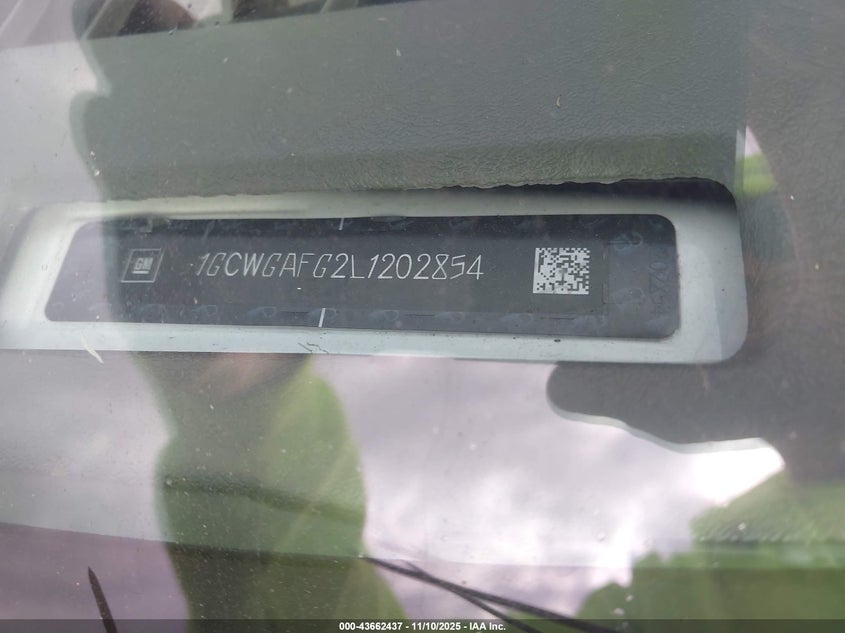 GM 1GCWGAFG2L1202854
000-43662437 - 11/10/2025 - IAA Inc.